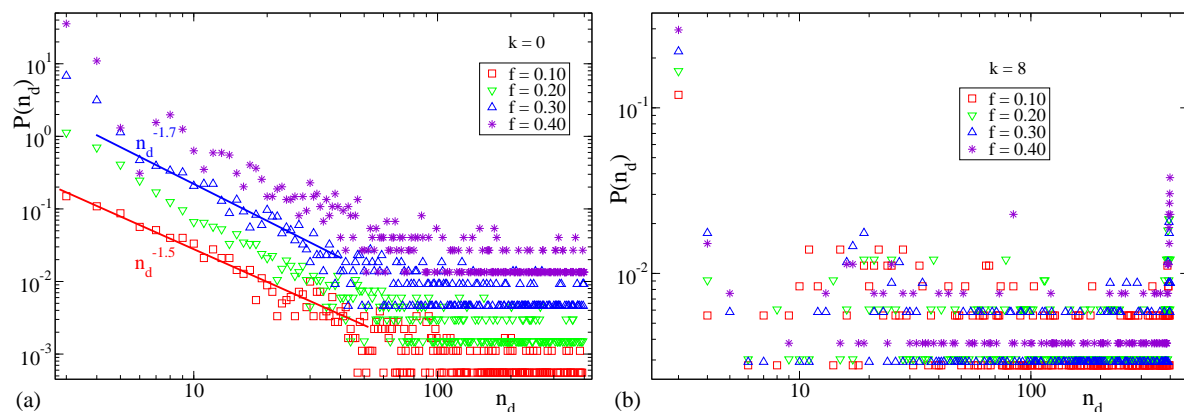 k = 0
f = 0.10
f = 0.20
f = 0.30
f = 0.40
10^1
10^0
10^-1
10^-2
10^-3
P(n_d)
n_d^-1.7
n_d^-1.5
10
100
n_d
(a)
k = 8
f = 0.10
f = 0.20
f = 0.30
f = 0.40
10^-1
10^-2
P(n_d)
10
100
n_d
(b)